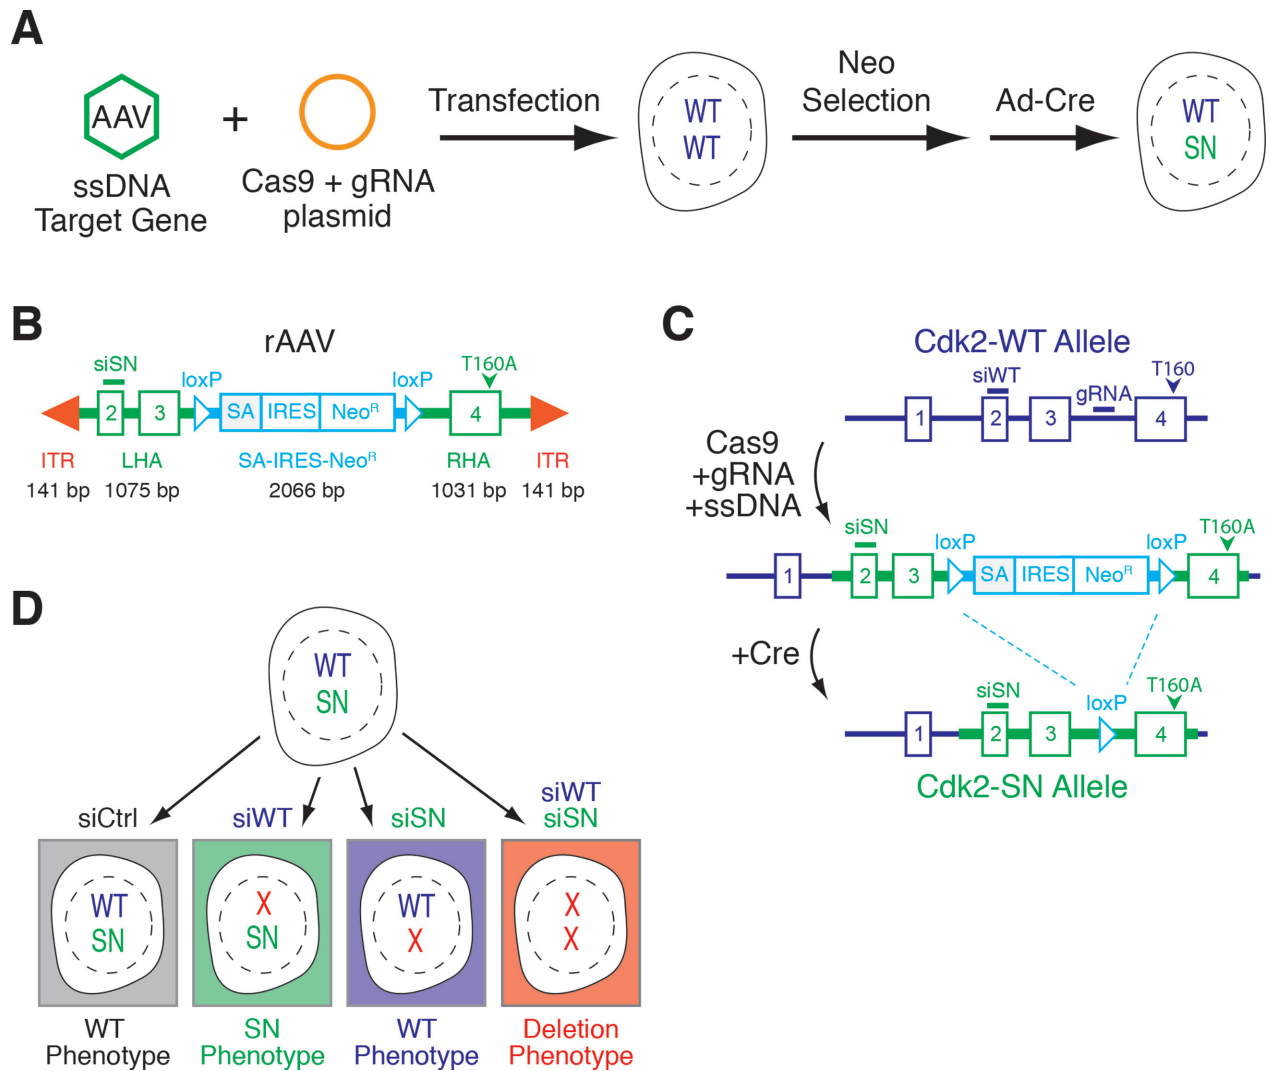 A
AAV
ssDNA
Target Gene
+
Cas9 + gRNA
plasmid
Transfection
WT
WT
Neo
Selection
Ad-Cre
WT
SN
B
rAAV
siSN
loxP
loxP
T160A
2
3
SA
IRES
Neoᴿ
4
ITR
LHA
SA-IRES-Neoᴿ
RHA
ITR
141 bp
1075 bp
2066 bp
1031 bp
141 bp
C
Cdk2-WT Allele
siWT
gRNA
T160
1
2
3
4
Cas9
+gRNA
+ssDNA
siSN
loxP
loxP
T160A
1
2
3
SA
IRES
Neoᴿ
4
+Cre
siSN
loxP
T160A
1
2
3
4
Cdk2-SN Allele
D
WT
SN
siCtrl
siWT
siSN
siWT
siSN
WT
SN
X
SN
WT
X
X
X
WT
Phenotype
SN
Phenotype
WT
Phenotype
Deletion
Phenotype